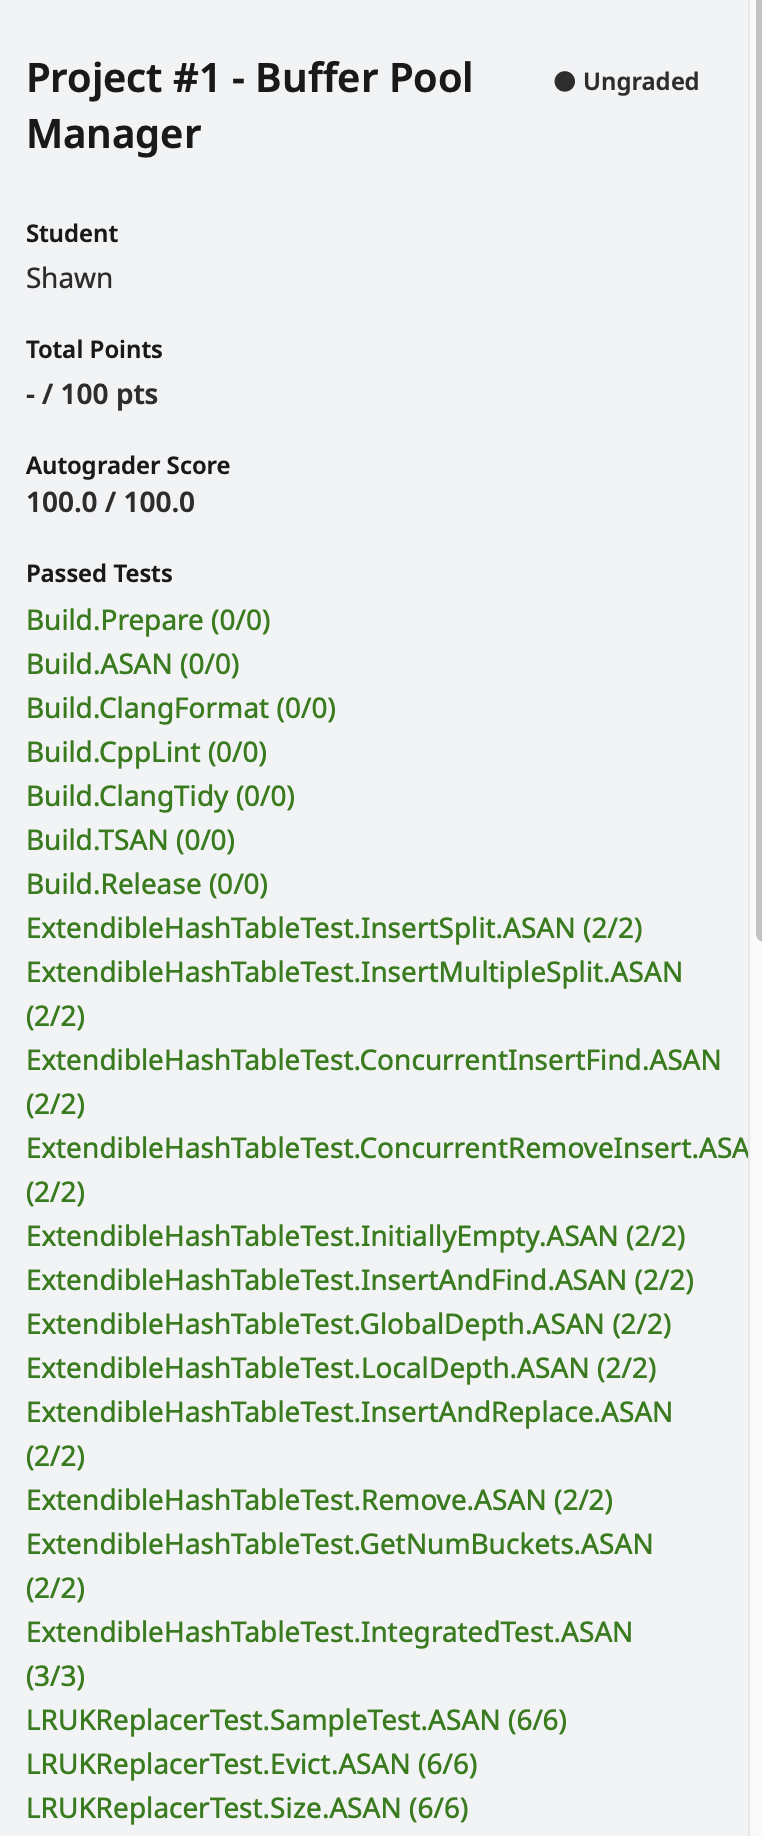 Project #1 - Buffer Pool
Manager
● Ungraded
Student
Shawn
Total Points
- / 100 pts
Autograder Score
100.0 / 100.0
Passed Tests
Build.Prepare (0/0)
Build.ASAN (0/0)
Build.ClangFormat (0/0)
Build.CppLint (0/0)
Build.ClangTidy (0/0)
Build.TSAN (0/0)
Build.Release (0/0)
ExtendibleHashTableTest.InsertSplit.ASAN (2/2)
ExtendibleHashTableTest.InsertMultipleSplit.ASAN
(2/2)
ExtendibleHashTableTest.ConcurrentInsertFind.ASAN
(2/2)
ExtendibleHashTableTest.ConcurrentRemoveInsert.ASA
(2/2)
ExtendibleHashTableTest.InitiallyEmpty.ASAN (2/2)
ExtendibleHashTableTest.InsertAndFind.ASAN (2/2)
ExtendibleHashTableTest.GlobalDepth.ASAN (2/2)
ExtendibleHashTableTest.LocalDepth.ASAN (2/2)
ExtendibleHashTableTest.InsertAndReplace.ASAN
(2/2)
ExtendibleHashTableTest.Remove.ASAN (2/2)
ExtendibleHashTableTest.GetNumBuckets.ASAN
(2/2)
ExtendibleHashTableTest.IntegratedTest.ASAN
(3/3)
LRUKReplacerTest.SampleTest.ASAN (6/6)
LRUKReplacerTest.Evict.ASAN (6/6)
LRUKReplacerTest.Size.ASAN (6/6)